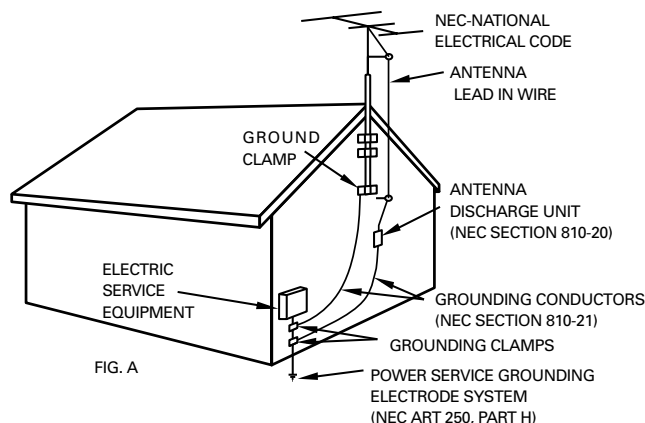 NEC-NATIONAL
ELECTRICAL CODE
ANTENNA
LEAD IN WIRE
GROUND
CLAMP
ANTENNA
DISCHARGE UNIT
(NEC SECTION 810-20)
ELECTRIC
SERVICE
EQUIPMENT
GROUNDING CONDUCTORS
(NEC SECTION 810-21)
GROUNDING CLAMPS
FIG. A
POWER SERVICE GROUNDING
ELECTRODE SYSTEM
(NEC ART 250, PART H)